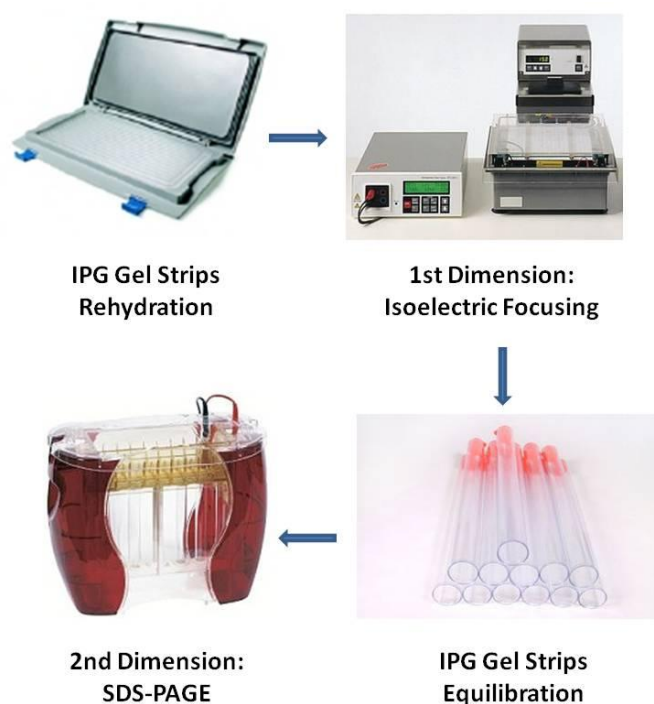 IPG Gel Strips
Rehydration
1st Dimension:
Isoelectric Focusing
2nd Dimension:
SDS-PAGE
IPG Gel Strips
Equilibration